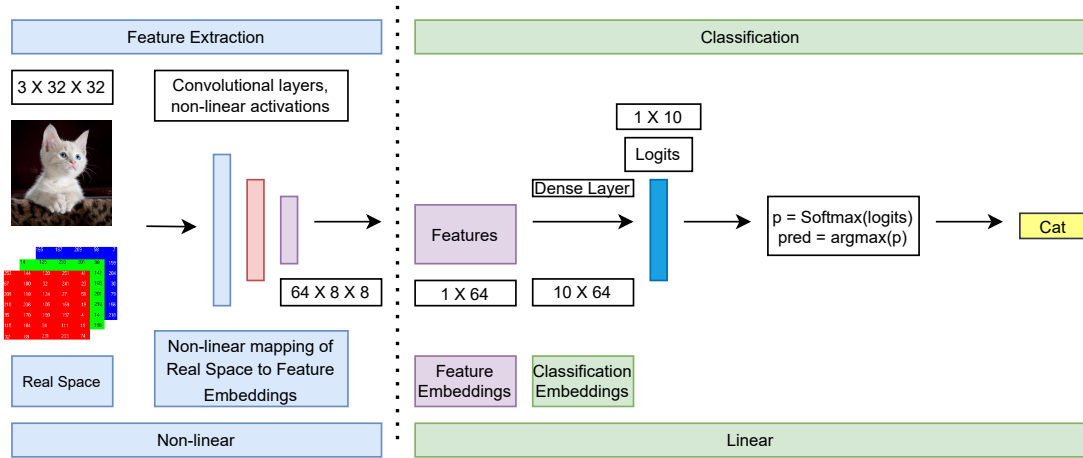 Feature Extraction
Classification
3 X 32 X 32
Convolutional layers,
non-linear activations
1 X 10
Logits
Dense Layer
Features
p = Softmax(logits)
pred = argmax(p)
Cat
64 X 8 X 8
1 X 64
10 X 64
Real Space
Non-linear mapping of
Real Space to Feature
Embeddings
Feature
Embeddings
Classification
Embeddings
Non-linear
Linear